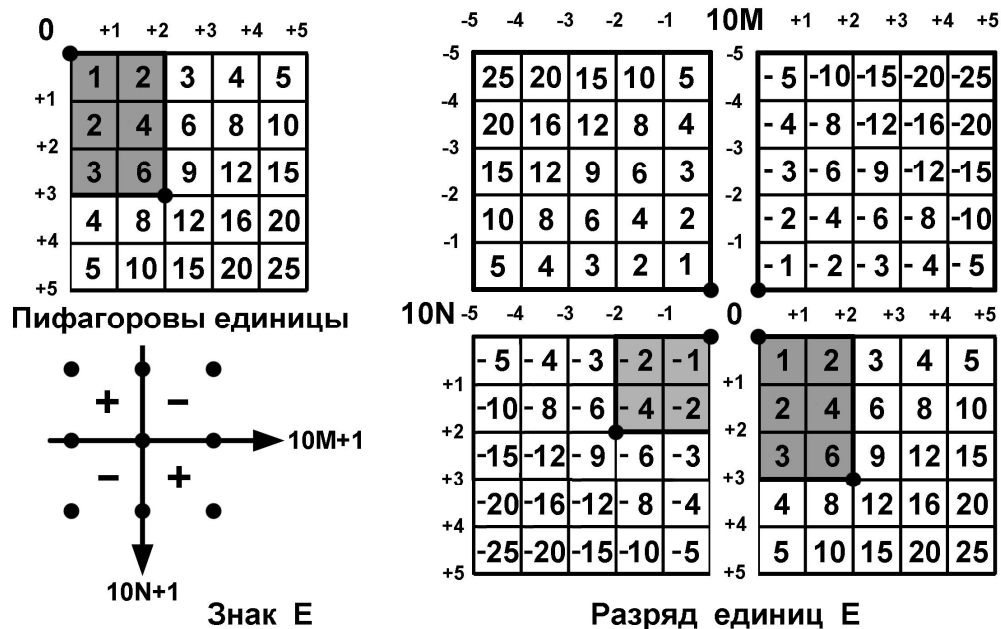 0 +1 +2 +3 +4 +5
1 2 3 4 5
+1
2 4 6 8 10
+2
3 6 9 12 15
+3
4 8 12 16 20
+4
5 10 15 20 25
+5
Пифагоровы единицы
+ -
10M+1
- +
10N+1
Знак Е
-5 -4 -3 -2 -1 10M +1 +2 +3 +4 +5
-5 -5
25 20 15 10 5 -5 -10 -15 -20 -25
-4 -4
20 16 12 8 4 -4 -8 -12 -16 -20
-3 -3
15 12 9 6 3 -3 -6 -9 -12 -15
-2 -2
10 8 6 4 2 -2 -4 -6 -8 -10
-1 -1
5 4 3 2 1 -1 -2 -3 -4 -5
10N -5 -4 -3 -2 -1 0 +1 +2 +3 +4 +5
-5 -4 -3 -2 -1 1 2 3 4 5
+1 +1
-10 -8 -6 -4 -2 2 4 6 8 10
+2 +2
-15 -12 -9 -6 -3 3 6 9 12 15
+3 +3
-20 -16 -12 -8 -4 4 8 12 16 20
+4 +4
-25 -20 -15 -10 -5 5 10 15 20 25
+5 +5
Разряд единиц Е